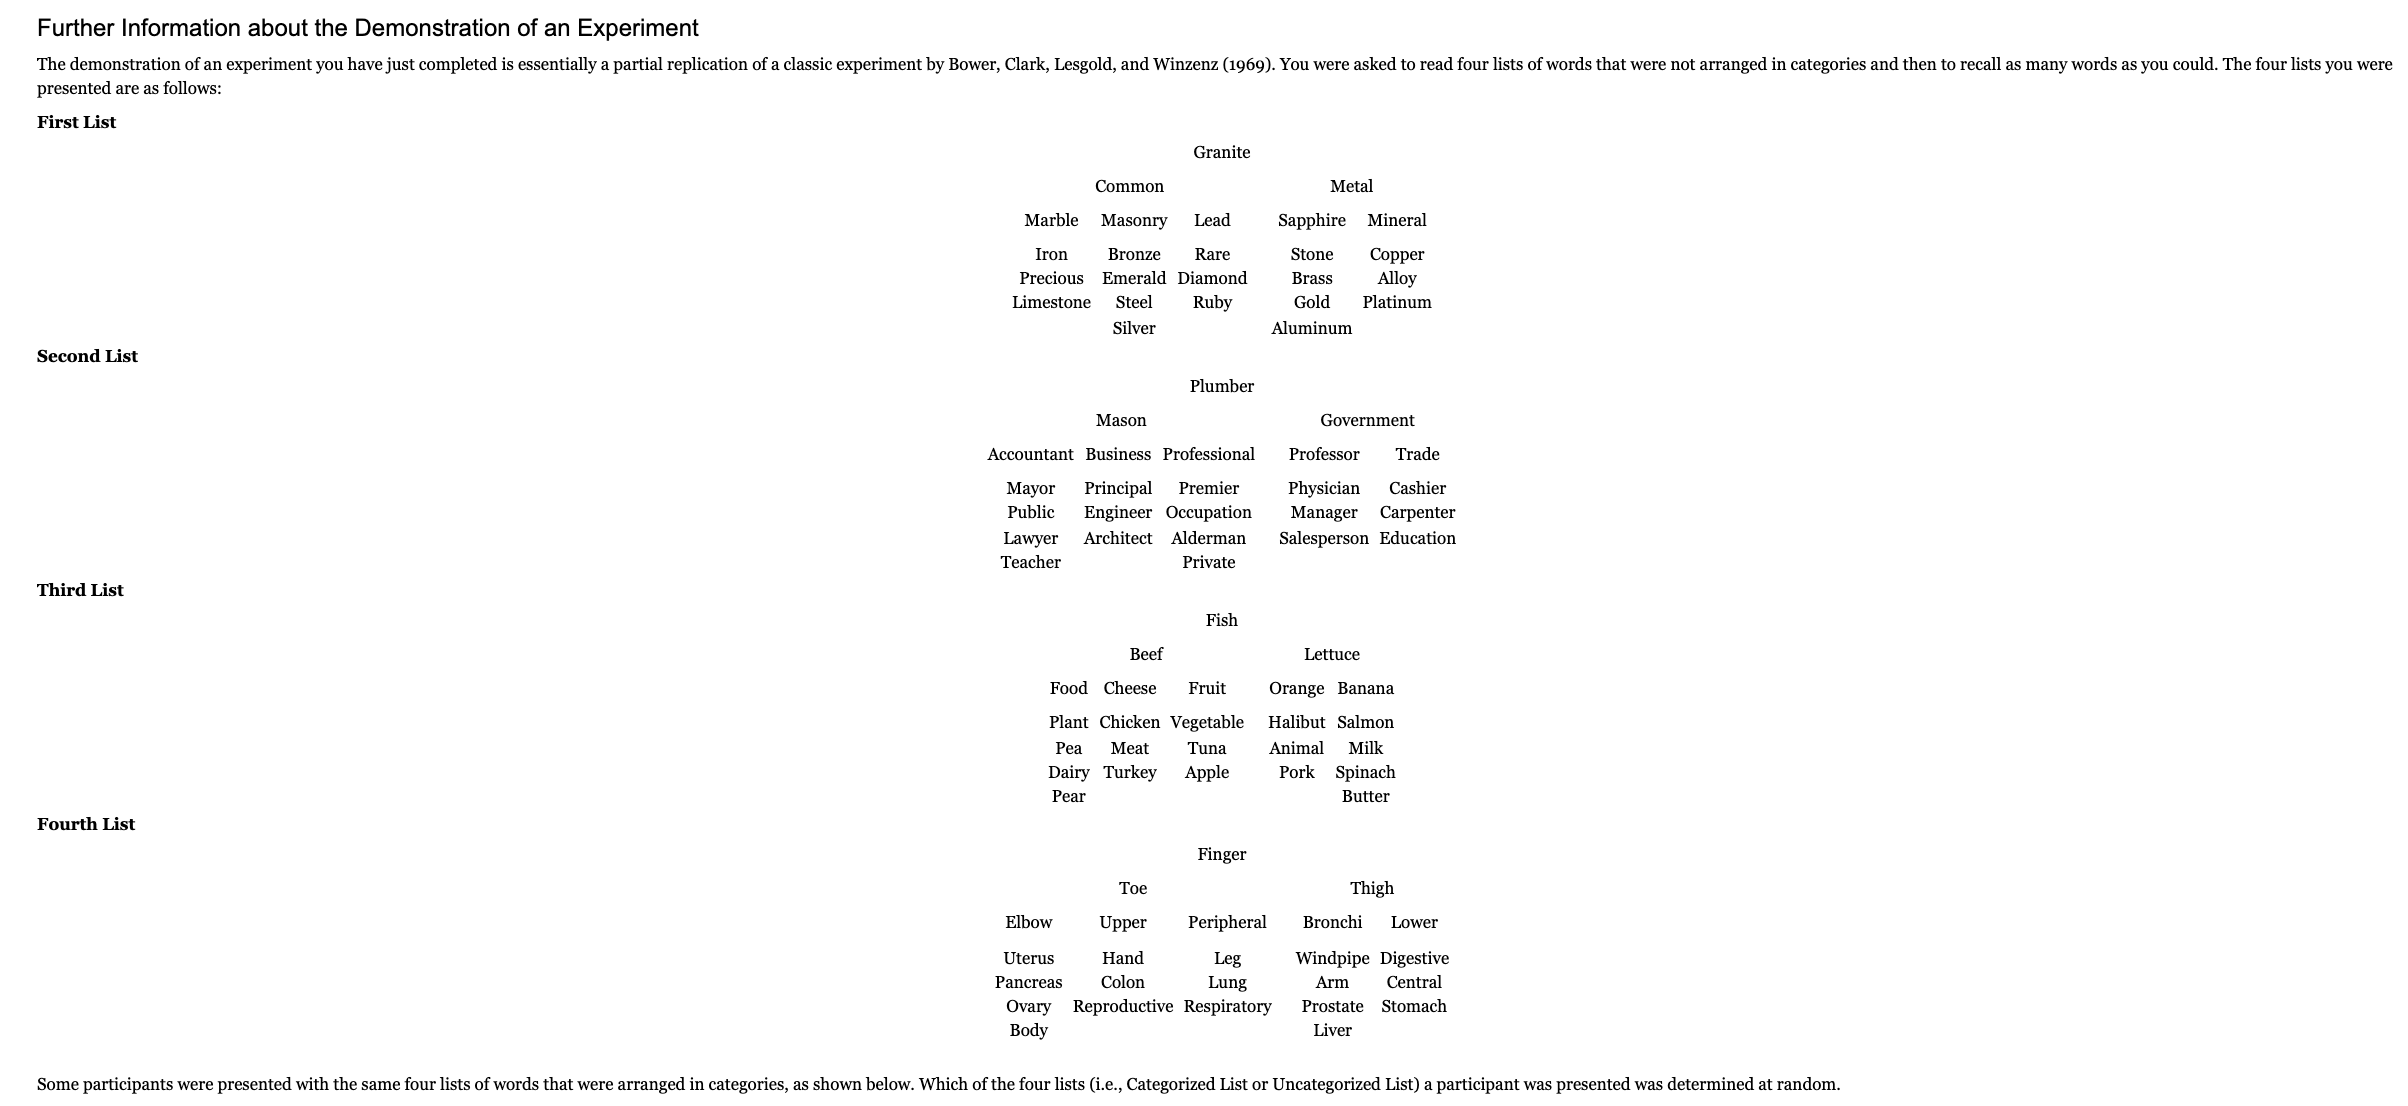 Further Information about the Demonstration of an Experiment
The demonstration of an experiment you have just completed is essentially a partial replication of a classic experiment by Bower, Clark, Lesgold, and Winzenz (1969). You were asked to read four lists of words that were not arranged in categories and then to recall as many words as you could. The four lists you were
presented are as follows:
First List
Granite
Common Metal
Marble Masonry Lead Sapphire Mineral
Iron Bronze Rare Stone Copper
Precious Emerald Diamond Brass Alloy
Limestone Steel Ruby Gold Platinum
Silver Aluminum
Second List
Plumber
Mason Government
Accountant Business Professional Professor Trade
Mayor Principal Premier Physician Cashier
Public Engineer Occupation Manager Carpenter
Lawyer Architect Alderman Salesperson Education
Teacher Private
Third List
Fish
Beef Lettuce
Food Cheese Fruit Orange Banana
Plant Chicken Vegetable Halibut Salmon
Pea Meat Tuna Animal Milk
Dairy Turkey Apple Pork Spinach
Pear Butter
Fourth List
Finger
Toe Thigh
Elbow Upper Peripheral Bronchi Lower
Uterus Hand Leg Windpipe Digestive
Pancreas Colon Lung Arm Central
Ovary Reproductive Respiratory Prostate Stomach
Body Liver
Some participants were presented with the same four lists of words that were arranged in categories, as shown below. Which of the four lists (i.e., Categorized List or Uncategorized List) a participant was presented was determined at random.